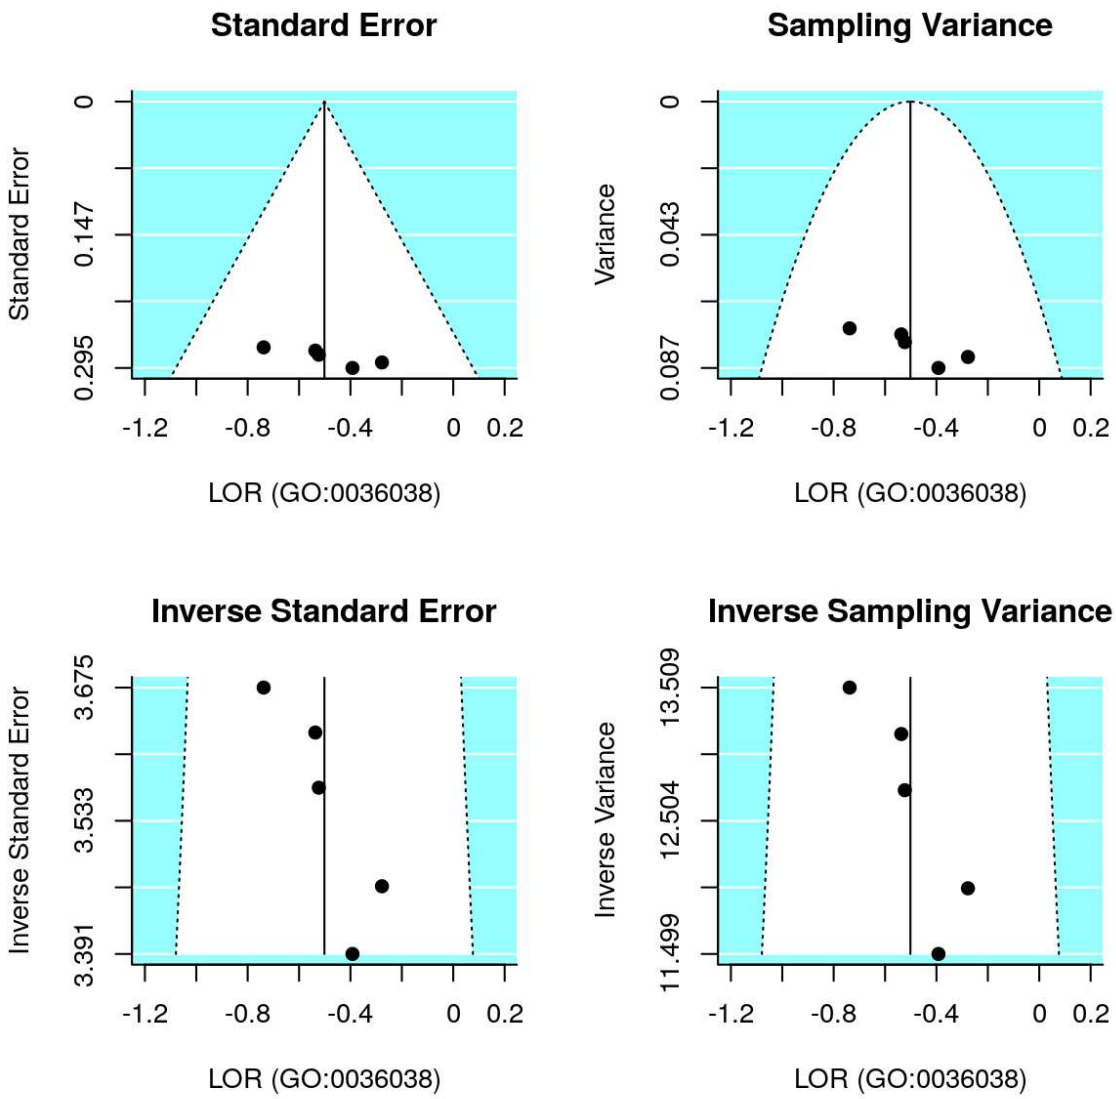 Standard Error
Standard Error
0
0.147
0.295
-1.2 -0.8 -0.4 0 0.2
LOR (GO:0036038)
Sampling Variance
Variance
0
0.043
0.087
-1.2 -0.8 -0.4 0 0.2
LOR (GO:0036038)
Inverse Standard Error
Inverse Standard Error
3.675
3.533
3.391
-1.2 -0.8 -0.4 0 0.2
LOR (GO:0036038)
Inverse Sampling Variance
Inverse Variance
13.509
12.504
11.499
-1.2 -0.8 -0.4 0 0.2
LOR (GO:0036038)